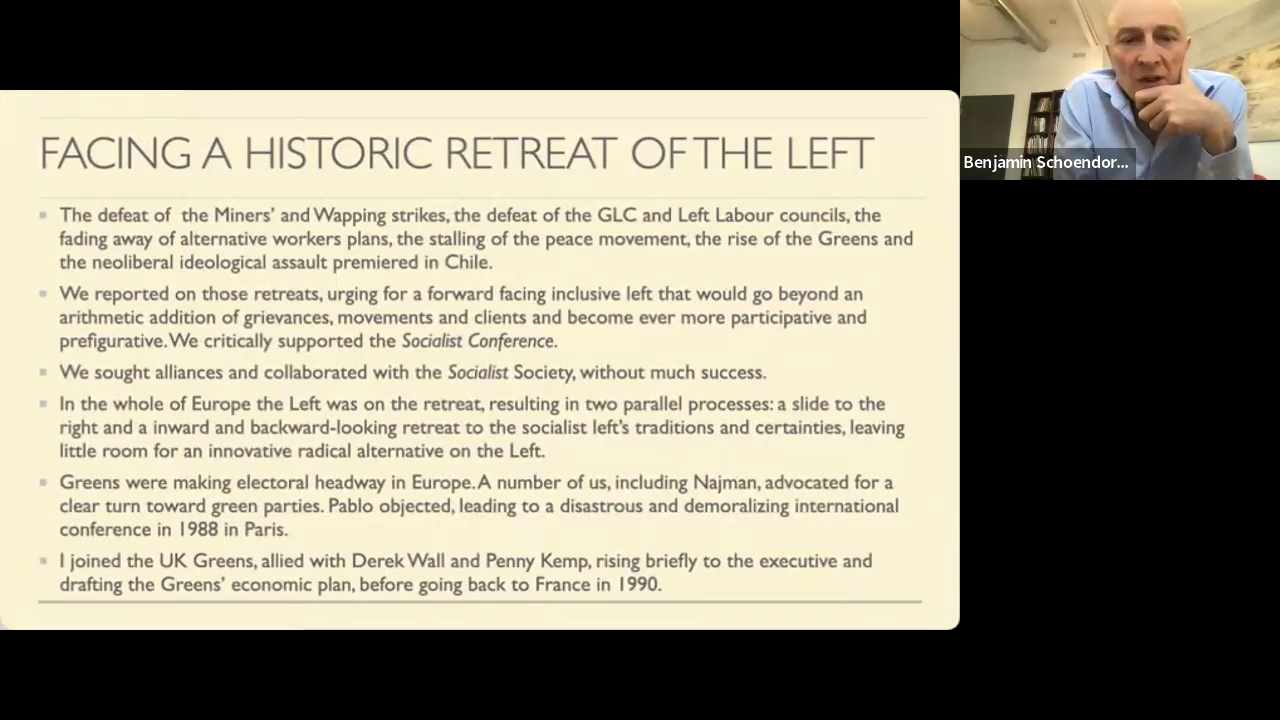 FACING A HISTORIC RETREAT OF THE LEFT
The defeat of the Miners' and Wapping strikes, the defeat of the GLC and Left Labour councils, the
fading away of alternative workers plans, the stalling of the peace movement, the rise of the Greens and
the neoliberal ideological assault premiered in Chile.
We reported on those retreats, urging for a forward facing inclusive left that would go beyond an
arithmetic addition of grievances, movements and clients and become ever more participative and
prefigurative. We critically supported the Socialist Conference.
We sought alliances and collaborated with the Socialist Society, without much success.
In the whole of Europe the Left was on the retreat, resulting in two parallel processes: a slide to the
right and a inward and backward-looking retreat to the socialist left's traditions and certainties, leaving
little room for an innovative radical alternative on the Left.
Greens were making electoral headway in Europe. A number of us, including Najman, advocated for a
clear turn toward green parties. Pablo objected, leading to a disastrous and demoralizing international
conference in 1988 in Paris.
I joined the UK Greens, allied with Derek Wall and Penny Kemp, rising briefly to the executive and
drafting the Greens' economic plan, before going back to France in 1990.
Benjamin Schoendor...